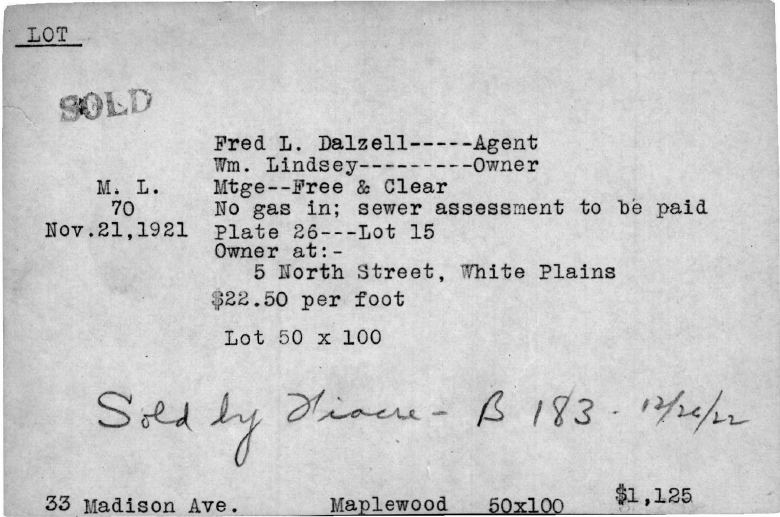 LOT
SOLD
Fred L. Dalzell-----Agent
Wm. Lindsey---------Owner
M. L. Mtge--Free & Clear
70 No gas in; sewer assessment to be paid
Nov.21,1921 Plate 26---Lot 15
Owner at:-
5 North Street, White Plains
$22.50 per foot
Lot 50 x 100
Sold by - B 183 - 12/26/22
33 Madison Ave. Maplewood 50x100 $1,125